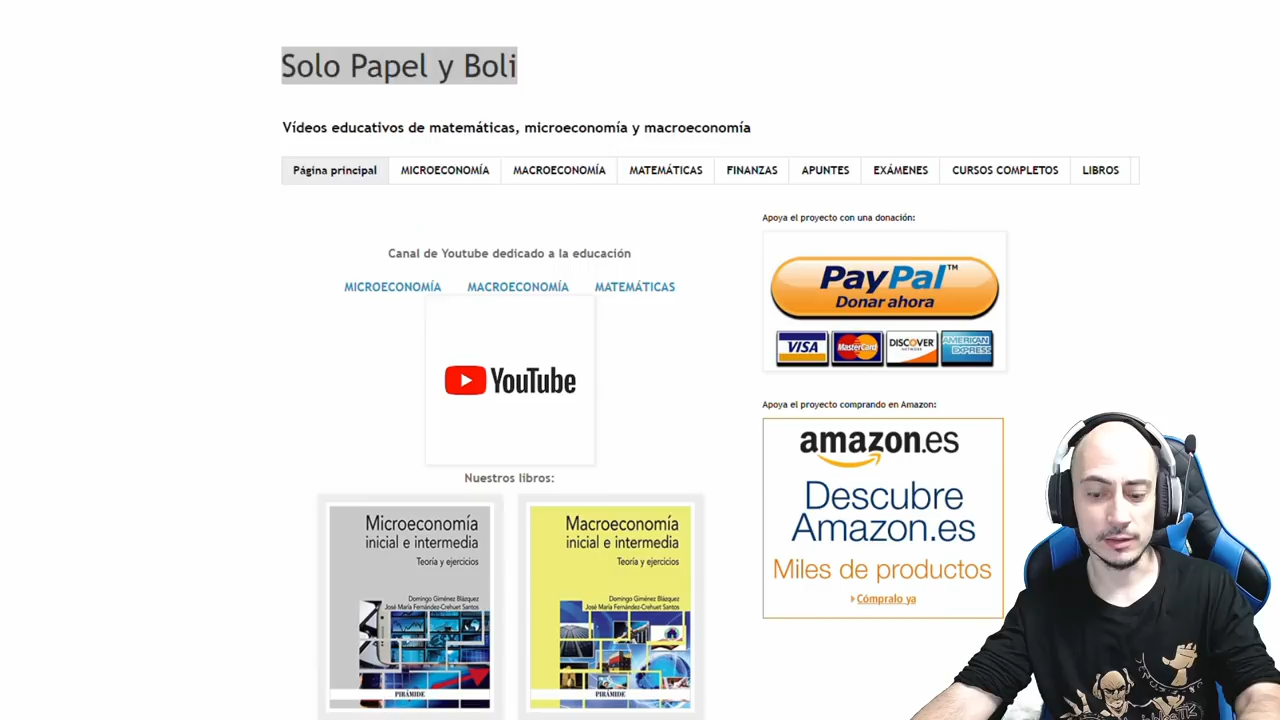 Solo Papel y Boli
Vídeos educativos de matemáticas, microeconomía y macroeconomía
Página principal
MICROECONOMÍA
MACROECONOMÍA
MATEMÁTICAS
FINANZAS
APUNTES
EXÁMENES
CURSOS COMPLETOS
LIBROS
Canal de Youtube dedicado a la educación
MICROECONOMÍA
MACROECONOMÍA
MATEMÁTICAS
YouTube
Nuestros libros:
Microeconomía
inicial e intermedia
Teoría y ejercicios
Domingo Giménez Blázquez
José María Fernández-Crehuet Santos
PIRÁMIDE
Macroeconomía
inicial e intermedia
Teoría y ejercicios
Domingo Giménez Blázquez
José María Fernández-Crehuet Santos
PIRÁMIDE
Apoya el proyecto con una donación:
PayPal™
Donar ahora
VISA
MasterCard
DISCOVER
NETWORK
AMERICAN
EXPRESS
Apoya el proyecto comprando en Amazon:
amazon.es
Descubre
Amazon.es
Miles de productos
Cómpralo ya